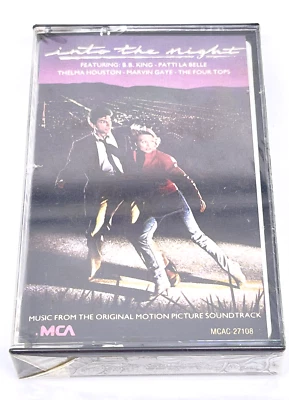 into the night
FEATURING: B.B. KING • PATTI LA BELLE
THELMA HOUSTON • MARVIN GAYE • THE FOUR TOPS
MUSIC FROM THE ORIGINAL MOTION PICTURE SOUNDTRACK
MCA
MCAC 27108